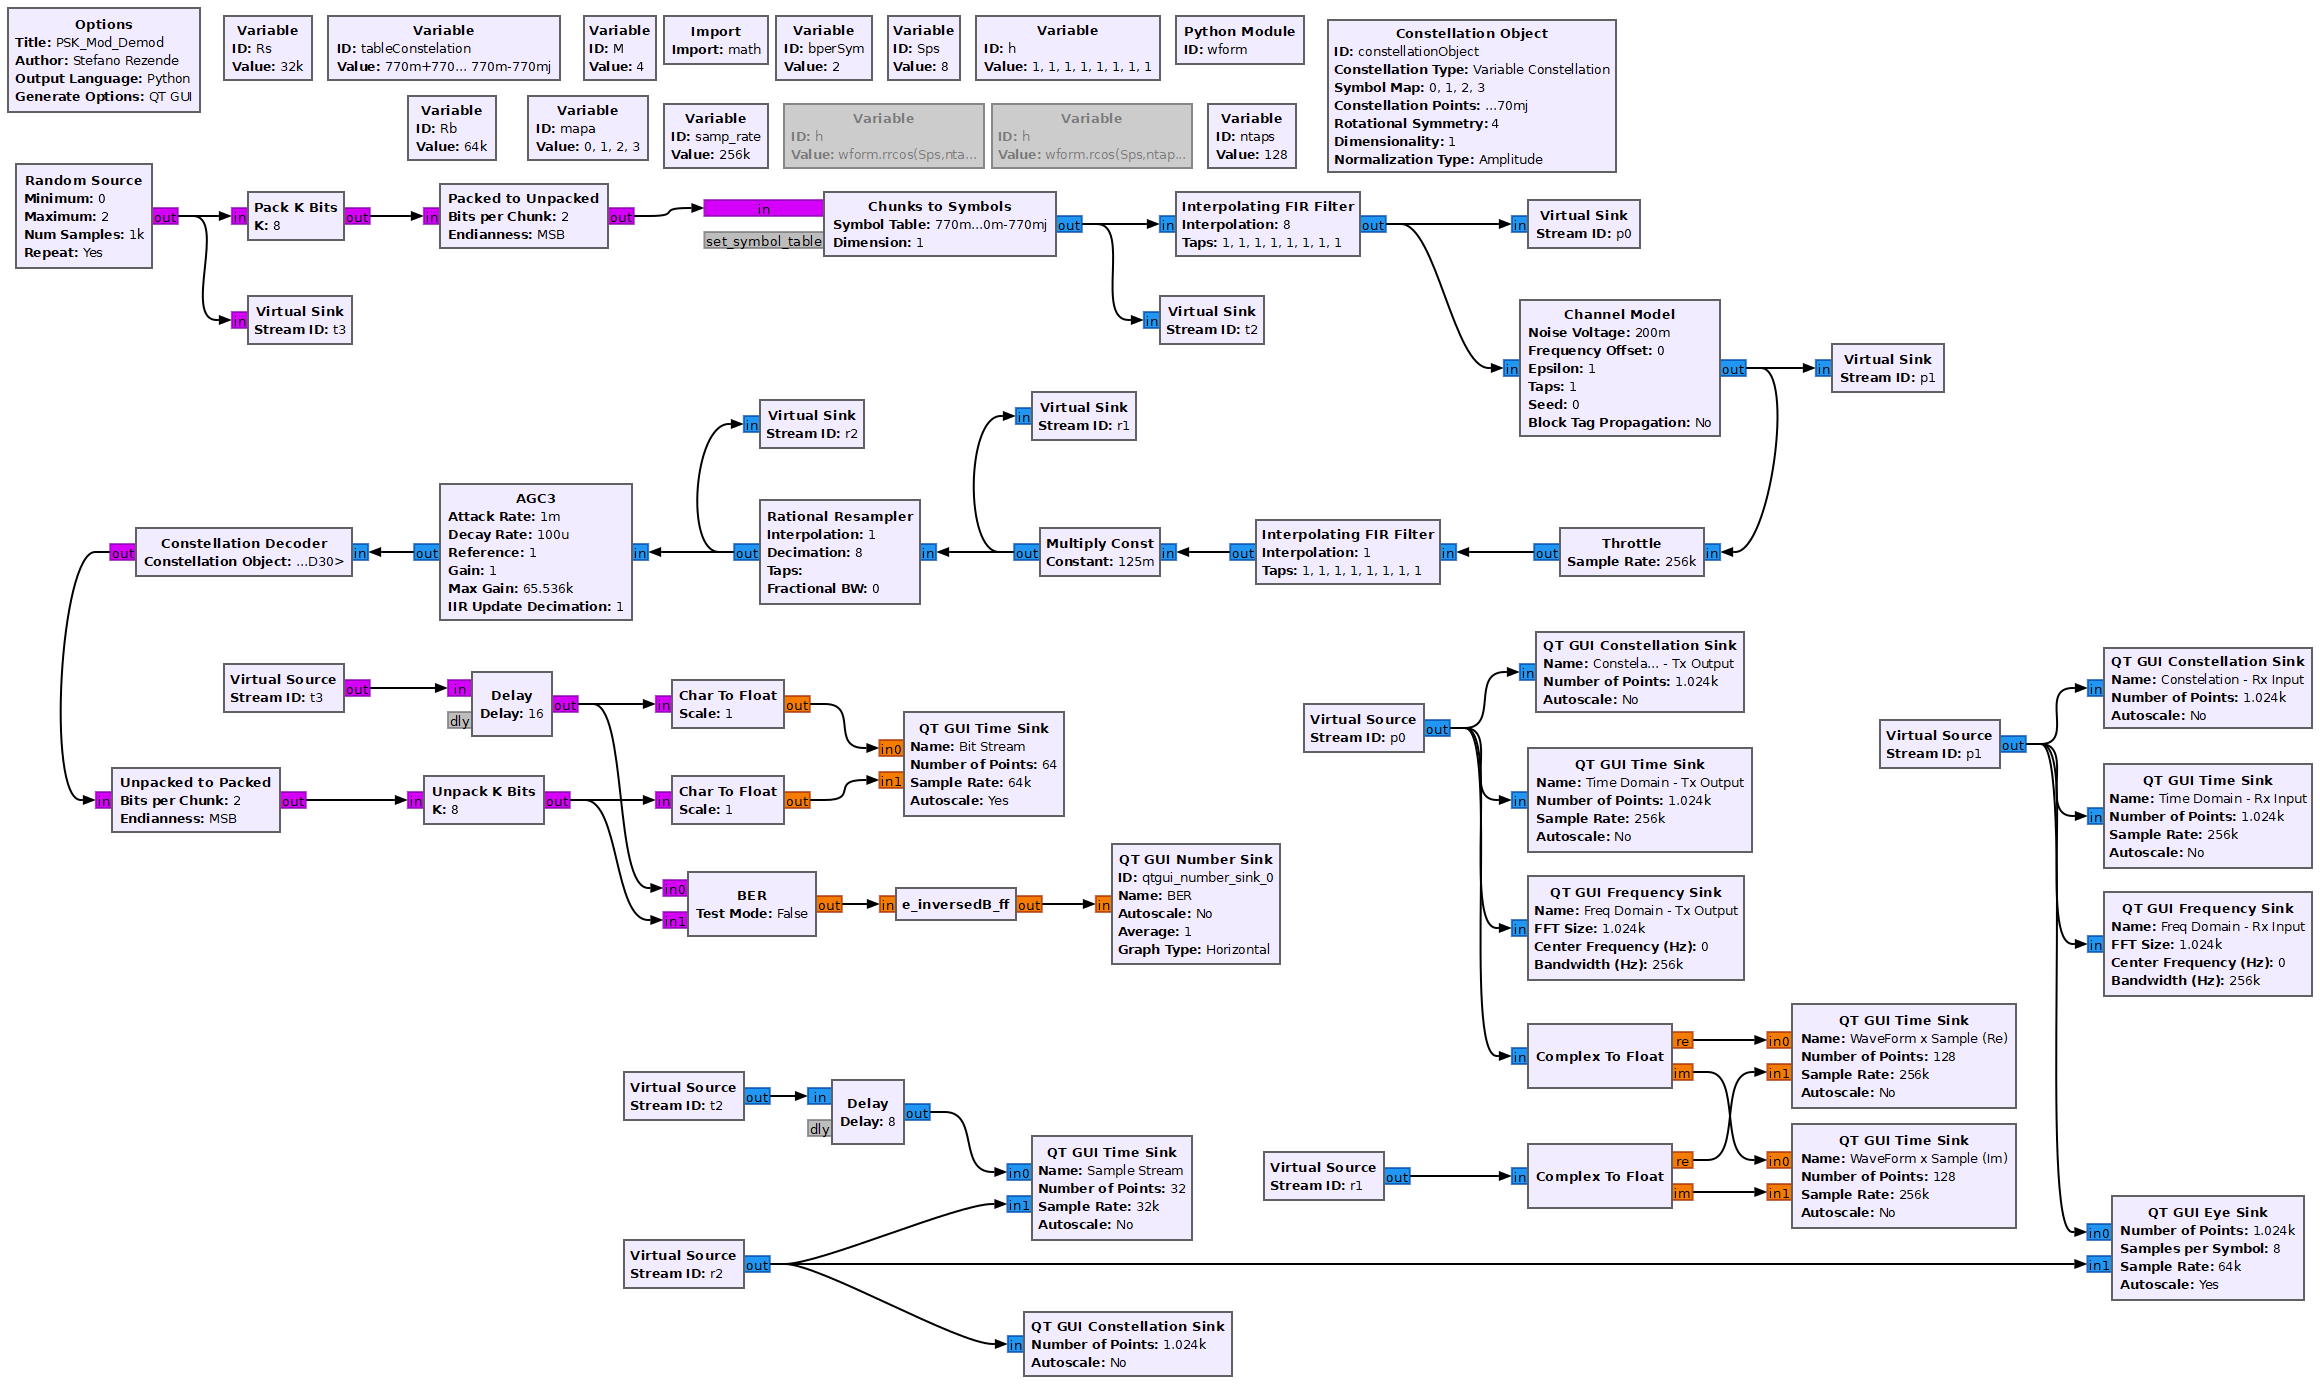 Options
Title: PSK_Mod_Demod
Author: Stefano Rezende
Output Language: Python
Generate Options: QT GUI
Variable
ID: Rs
Value: 32k
Variable
ID: tableConstelation
Value: 770m+770... 770m-770mj
Variable
ID: M
Value: 4
Import
Import: math
Variable
ID: bperSym
Value: 2
Variable
ID: Sps
Value: 8
Variable
ID: h
Value: 1, 1, 1, 1, 1, 1, 1, 1
Python Module
ID: wform
Constellation Object
ID: constellationObject
Constellation Type: Variable Constellation
Symbol Map: 0, 1, 2, 3
Constellation Points: ...70mj
Rotational Symmetry: 4
Dimensionality: 1
Normalization Type: Amplitude
Variable
ID: Rb
Value: 64k
Variable
ID: mapa
Value: 0, 1, 2, 3
Variable
ID: samp_rate
Value: 256k
Variable
ID: h
Value: wform.rrcos(Sps,nta...
Variable
ID: h
Value: wform.rcos(Sps,ntap...
Variable
ID: ntaps
Value: 128
Random Source
Minimum: 0
Maximum: 2
Num Samples: 1k
Repeat: Yes
out
in
Pack K Bits
K: 8
out
in
Packed to Unpacked
Bits per Chunk: 2
Endianness: MSB
out
in
set_symbol_table
Chunks to Symbols
Symbol Table: 770m...0m-770mj
Dimension: 1
out
in
Interpolating FIR Filter
Interpolation: 8
Taps: 1, 1, 1, 1, 1, 1, 1, 1
out
in
Virtual Sink
Stream ID: p0
in
Virtual Sink
Stream ID: t3
in
Virtual Sink
Stream ID: t2
in
Channel Model
Noise Voltage: 200m
Frequency Offset: 0
Epsilon: 1
Taps: 1
Seed: 0
Block Tag Propagation: No
out
in
Virtual Sink
Stream ID: p1
in
Virtual Sink
Stream ID: r2
in
Virtual Sink
Stream ID: r1
out
Constellation Decoder
Constellation Object: ...D30>
in
out
AGC3
Attack Rate: 1m
Decay Rate: 100u
Reference: 1
Gain: 1
Max Gain: 65.536k
IIR Update Decimation: 1
in
out
Rational Resampler
Interpolation: 1
Decimation: 8
Taps:
Fractional BW: 0
in
out
Multiply Const
Constant: 125m
in
out
Interpolating FIR Filter
Interpolation: 1
Taps: 1, 1, 1, 1, 1, 1, 1, 1
in
out
Throttle
Sample Rate: 256k
in
Virtual Source
Stream ID: t3
out
in
dly
Delay
Delay: 16
out
in
Char To Float
Scale: 1
out
in0
in1
QT GUI Time Sink
Name: Bit Stream
Number of Points: 64
Sample Rate: 64k
Autoscale: Yes
in
Unpacked to Packed
Bits per Chunk: 2
Endianness: MSB
out
in
Unpack K Bits
K: 8
out
in
Char To Float
Scale: 1
out
in0
in1
BER
Test Mode: False
out
in
e_inversedB_ff
out
in
QT GUI Number Sink
ID: qtgui_number_sink_0
Name: BER
Autoscale: No
Average: 1
Graph Type: Horizontal
Virtual Source
Stream ID: p0
out
in
QT GUI Constellation Sink
Name: Constela... - Tx Output
Number of Points: 1.024k
Autoscale: No
in
QT GUI Time Sink
Name: Time Domain - Tx Output
Number of Points: 1.024k
Sample Rate: 256k
Autoscale: No
in
QT GUI Frequency Sink
Name: Freq Domain - Tx Output
FFT Size: 1.024k
Center Frequency (Hz): 0
Bandwidth (Hz): 256k
Virtual Source
Stream ID: p1
out
in
QT GUI Constellation Sink
Name: Constelation - Rx Input
Number of Points: 1.024k
Autoscale: No
in
QT GUI Time Sink
Name: Time Domain - Rx Input
Number of Points: 1.024k
Sample Rate: 256k
Autoscale: No
in
QT GUI Frequency Sink
Name: Freq Domain - Rx Input
FFT Size: 1.024k
Center Frequency (Hz): 0
Bandwidth (Hz): 256k
in
Complex To Float
re
im
in0
in1
QT GUI Time Sink
Name: WaveForm x Sample (Re)
Number of Points: 128
Sample Rate: 256k
Autoscale: No
Virtual Source
Stream ID: t2
out
in
dly
Delay
Delay: 8
out
in0
in1
QT GUI Time Sink
Name: Sample Stream
Number of Points: 32
Sample Rate: 32k
Autoscale: No
Virtual Source
Stream ID: r1
out
in
Complex To Float
re
im
in0
in1
QT GUI Time Sink
Name: WaveForm x Sample (Im)
Number of Points: 128
Sample Rate: 256k
Autoscale: No
Virtual Source
Stream ID: r2
out
in0
in1
QT GUI Eye Sink
Number of Points: 1.024k
Samples per Symbol: 8
Sample Rate: 64k
Autoscale: Yes
in
QT GUI Constellation Sink
Number of Points: 1.024k
Autoscale: No